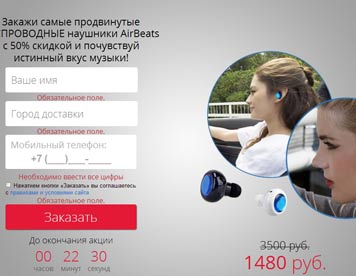 Закажи самые продвинутые
СПРОВОДНЫЕ наушники AirBeats
с 50% скидкой и почувствуй
истинный вкус музыки!
Ваше имя
Обязательное поле.
Город доставки
Обязательное поле.
Мобильный телефон:
+7 (___)___-____
Необходимо ввести все цифры
Нажатием кнопки «Заказать» вы соглашаетесь
с правилами и условиями сайта
Обязательное поле.
Заказать
До окончания акции
00 22 30
часов минут секунд
3500 руб.
1480 руб.